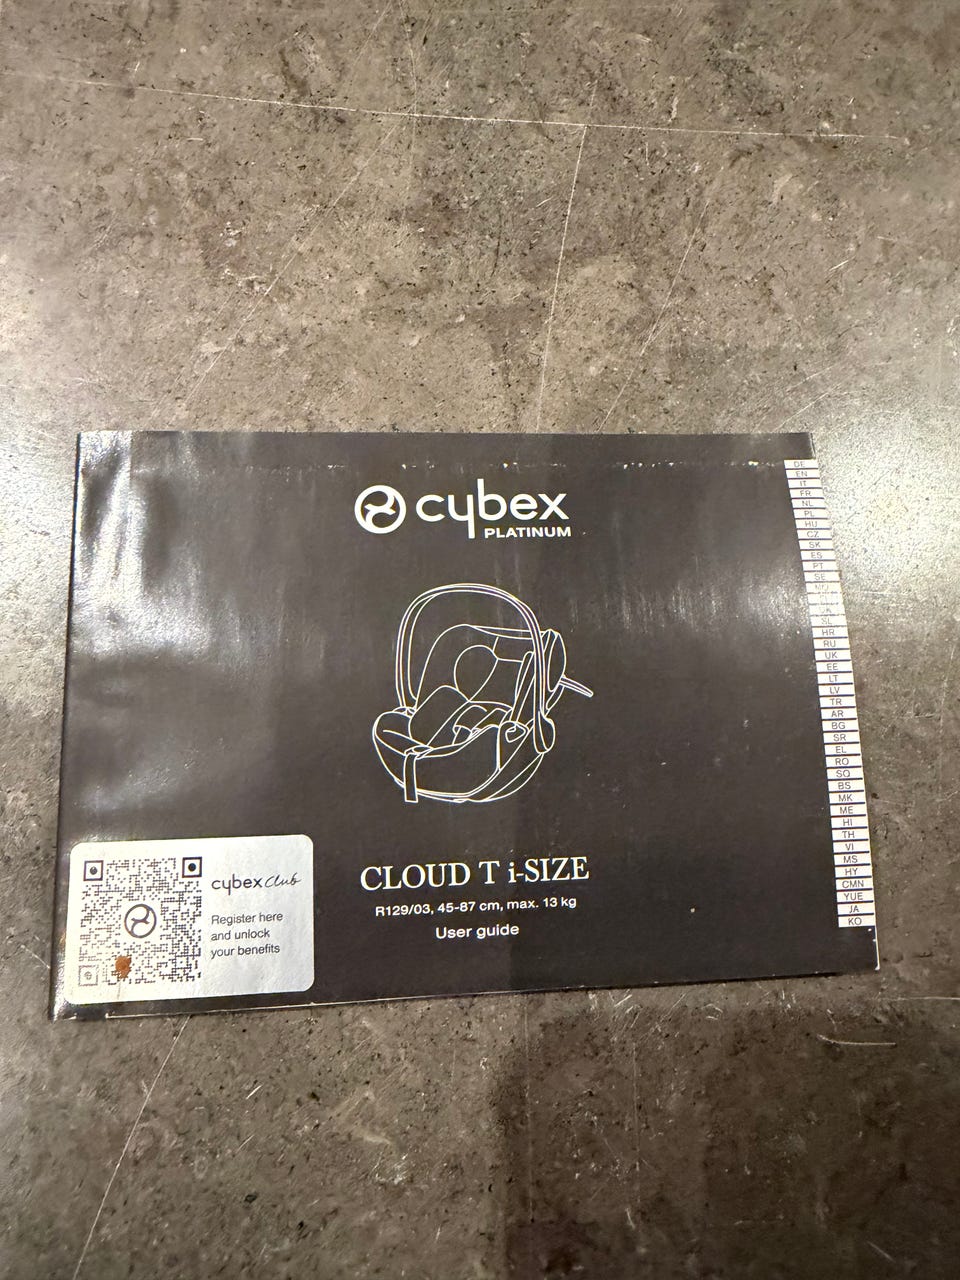 cybex
PLATINUM
CLOUD T i-SIZE
R129/03, 45-87 cm, max. 13 kg
User guide
cybex Club
Register here
and unlock
your benefits
DE
EN
IT
FR
NL
PL
HU
CZ
SK
ES
PT
SE
SL
HR
RU
UK
EE
LT
LV
TR
AR
BG
SR
EL
RO
SQ
BS
MK
ME
HI
TH
VI
MS
HY
CMN
YUE
JA
KO